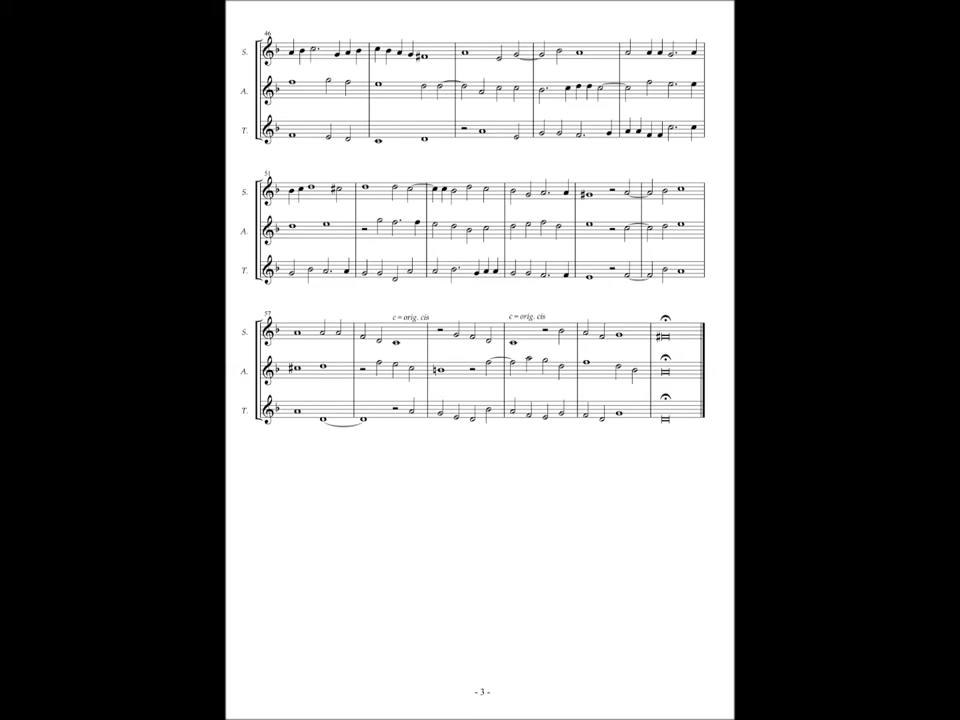 46
S.
A.
T.
51
S.
A.
T.
57
c = orig. cis
c = orig. cis
S.
A.
T.
- 3 -